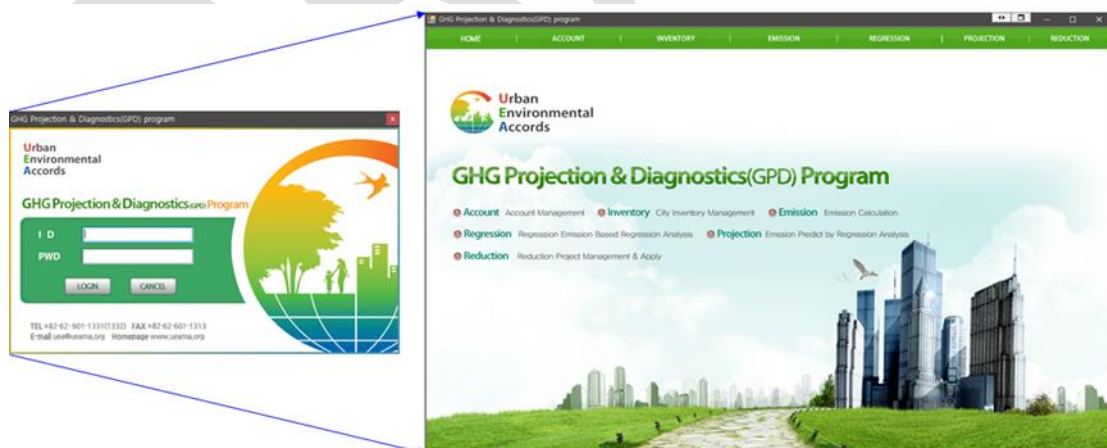 GHG Projection & Diagnostics(GPD) program
Urban
Environmental
Accords
GHG Projection & Diagnostics(GPD) Program
I D
PWD
LOGIN CANCEL
TEL +82-62-601-1331(1332) FAX +82-62-601-1313
E-mail uea@ueama.org Homepage www.ueama.org
GHG Projection & Diagnostics(GPD) program
HOME | ACCOUNT | INVENTORY | EMISSION | REGRESSION | PROJECTION | REDUCTION
Urban
Environmental
Accords
GHG Projection & Diagnostics(GPD) Program
Account Account Management Inventory City Inventory Management Emission Emission Calculation
Regression Regression Emission Based Regression Analysis Projection Emission Predict by Regression Analysis
Reduction Reduction Project Management & Apply